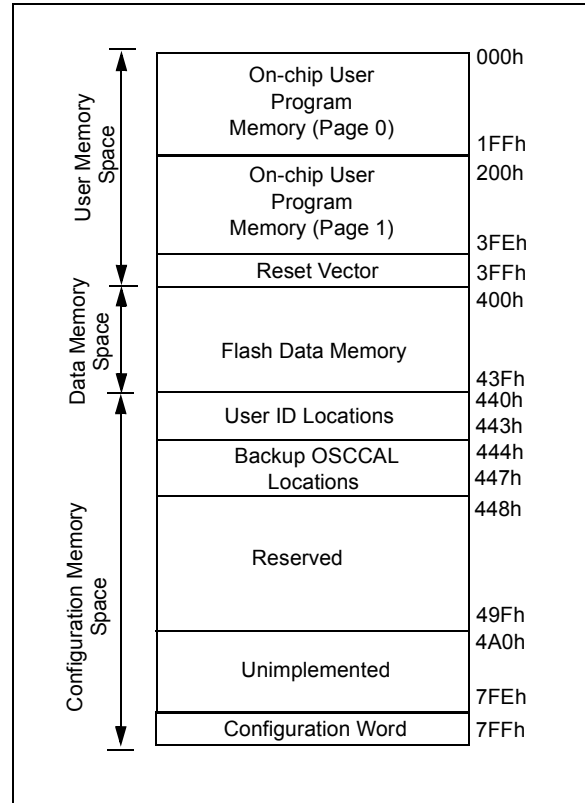 000h
On-chip User
Program
Memory (Page 0)
1FFh
User Memory
Space
200h
On-chip User
Program
Memory (Page 1)
3FEh
Reset Vector
3FFh
400h
Data Memory
Space
Flash Data Memory
43Fh
440h
User ID Locations
443h
Backup OSCCAL
Locations
444h
447h
448h
Configuration Memory
Space
Reserved
49Fh
4A0h
Unimplemented
7FEh
Configuration Word
7FFh